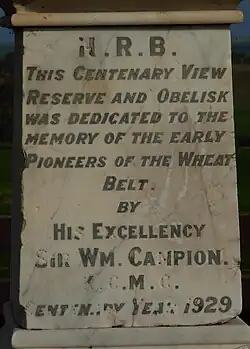 N.R.B.
THIS CENTENARY VIEW
RESERVE AND OBELISK
WAS DEDICATED TO THE
MEMORY OF THE EARLY
PIONEERS OF THE WHEAT
BELT.
BY
HIS EXCELLENCY
SIR WM. CAMPION.
K.C.M.G.
CENTENARY YEAR 1929